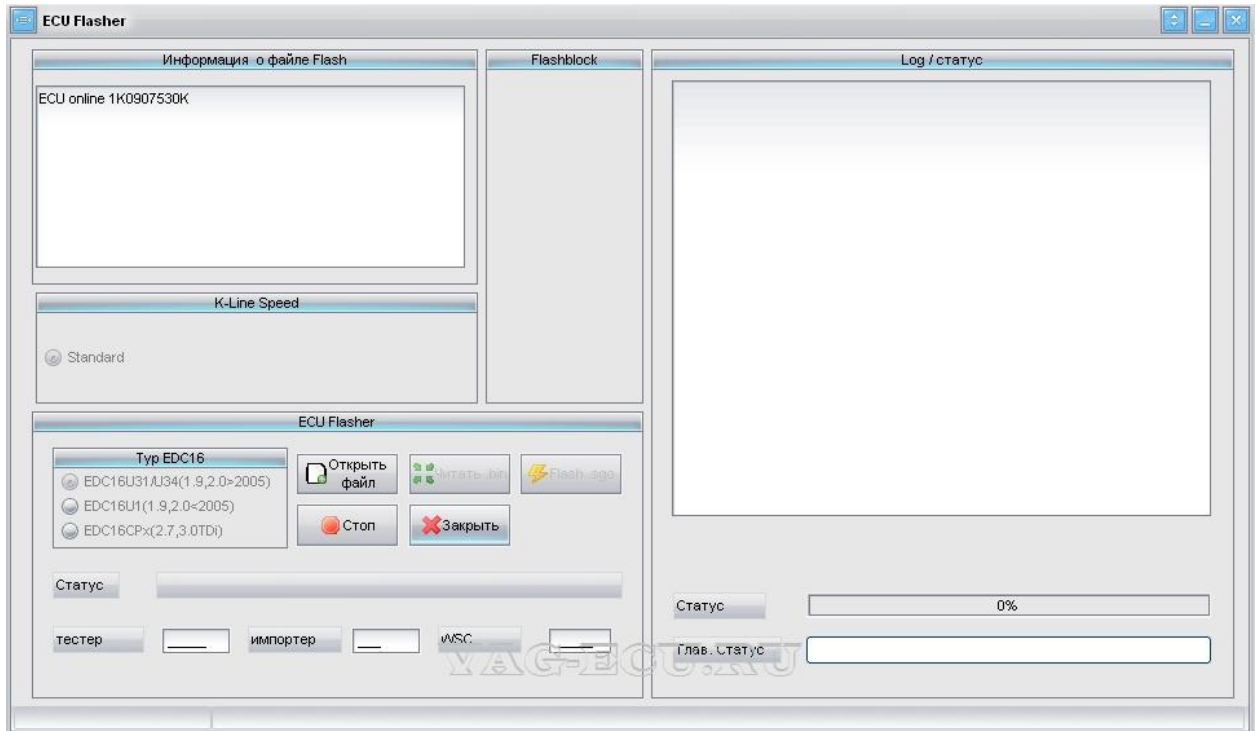 ECU Flasher
Информация о файле Flash
ECU online 1K0907530K
Flashblock
K-Line Speed
Standard
ECU Flasher
Typ EDC16
EDC16U31/U34(1.9,2.0>2005)
EDC16U1(1.9,2.0<2005)
EDC16CPx(2.7,3.0TDi)
Открыть
файл
Читать .bin
Flash .sgo
Стоп
Закрыть
Статус
тестер
импортер
WSC
Log / статус
Статус
0%
Глав. Статус
VAG-ECU.RU